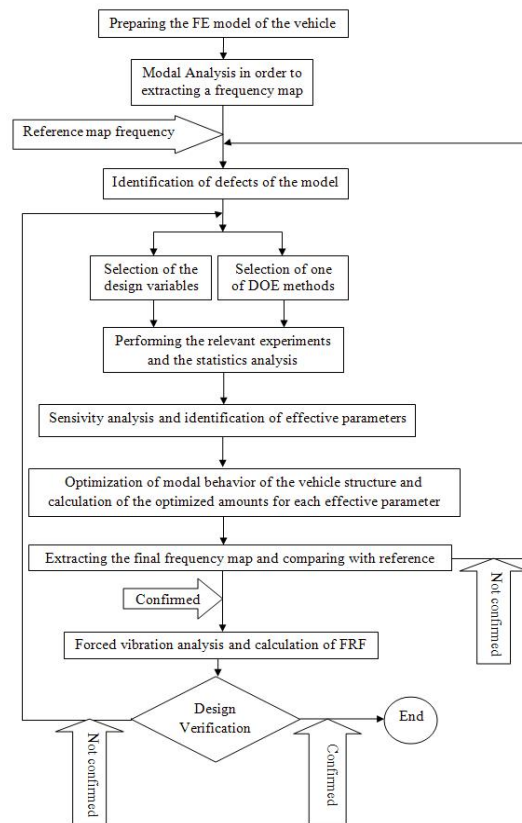 Preparing the FE model of the vehicle
Modal Analysis in order to
extracting a frequency map
Reference map frequency
Identification of defects of the model
Selection of the
design variables
Selection of one
of DOE methods
Performing the relevant experiments
and the statistics analysis
Sensivity analysis and identification of effective parameters
Optimization of modal behavior of the vehicle structure and
calculation of the optimized amounts for each effective parameter
Extracting the final frequency map and comparing with reference
Not confirmed
Confirmed
Forced vibration analysis and calculation of FRF
Design
Verification
End
Not confirmed
Confirmed